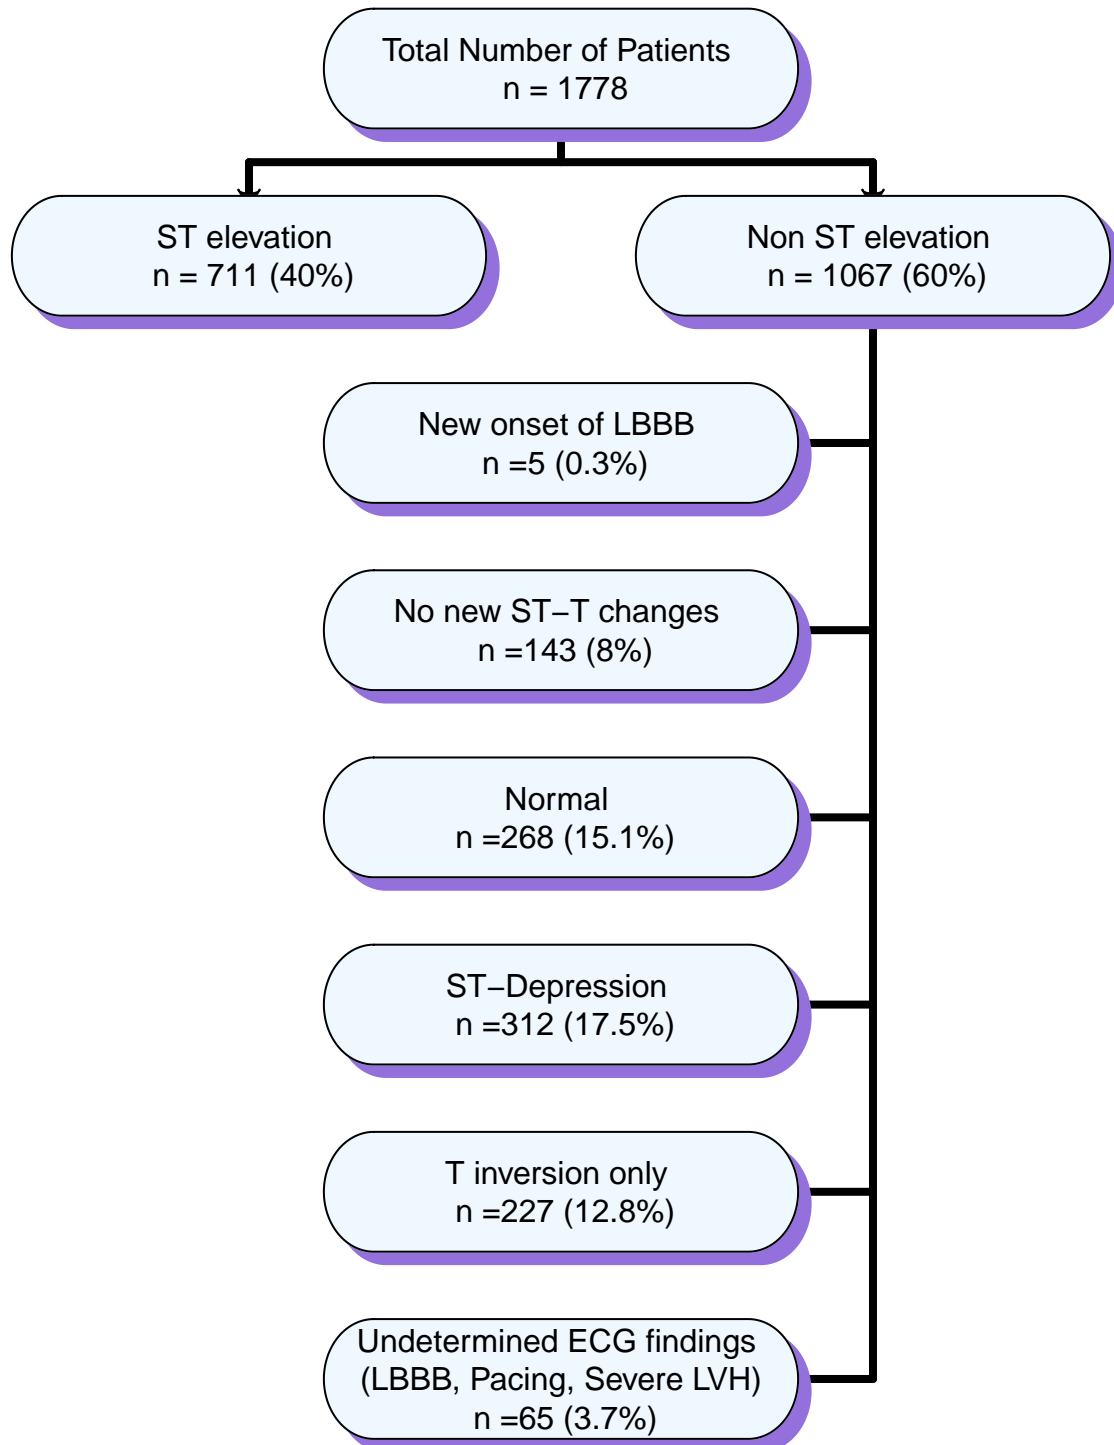 Total Number of Patients
n = 1778
ST elevation
n = 711 (40%)
Non ST elevation
n = 1067 (60%)
New onset of LBBB
n =5 (0.3%)
No new ST−T changes
n =143 (8%)
Normal
n =268 (15.1%)
ST−Depression
n =312 (17.5%)
T inversion only
n =227 (12.8%)
Undetermined ECG findings
(LBBB, Pacing, Severe LVH)
n =65 (3.7%)